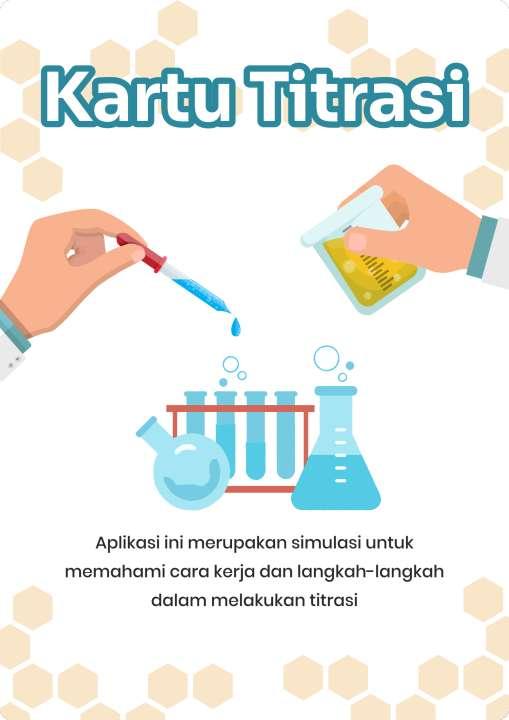 Kartu Titrasi
Aplikasi ini merupakan simulasi untuk
memahami cara kerja dan langkah-langkah
dalam melakukan titrasi